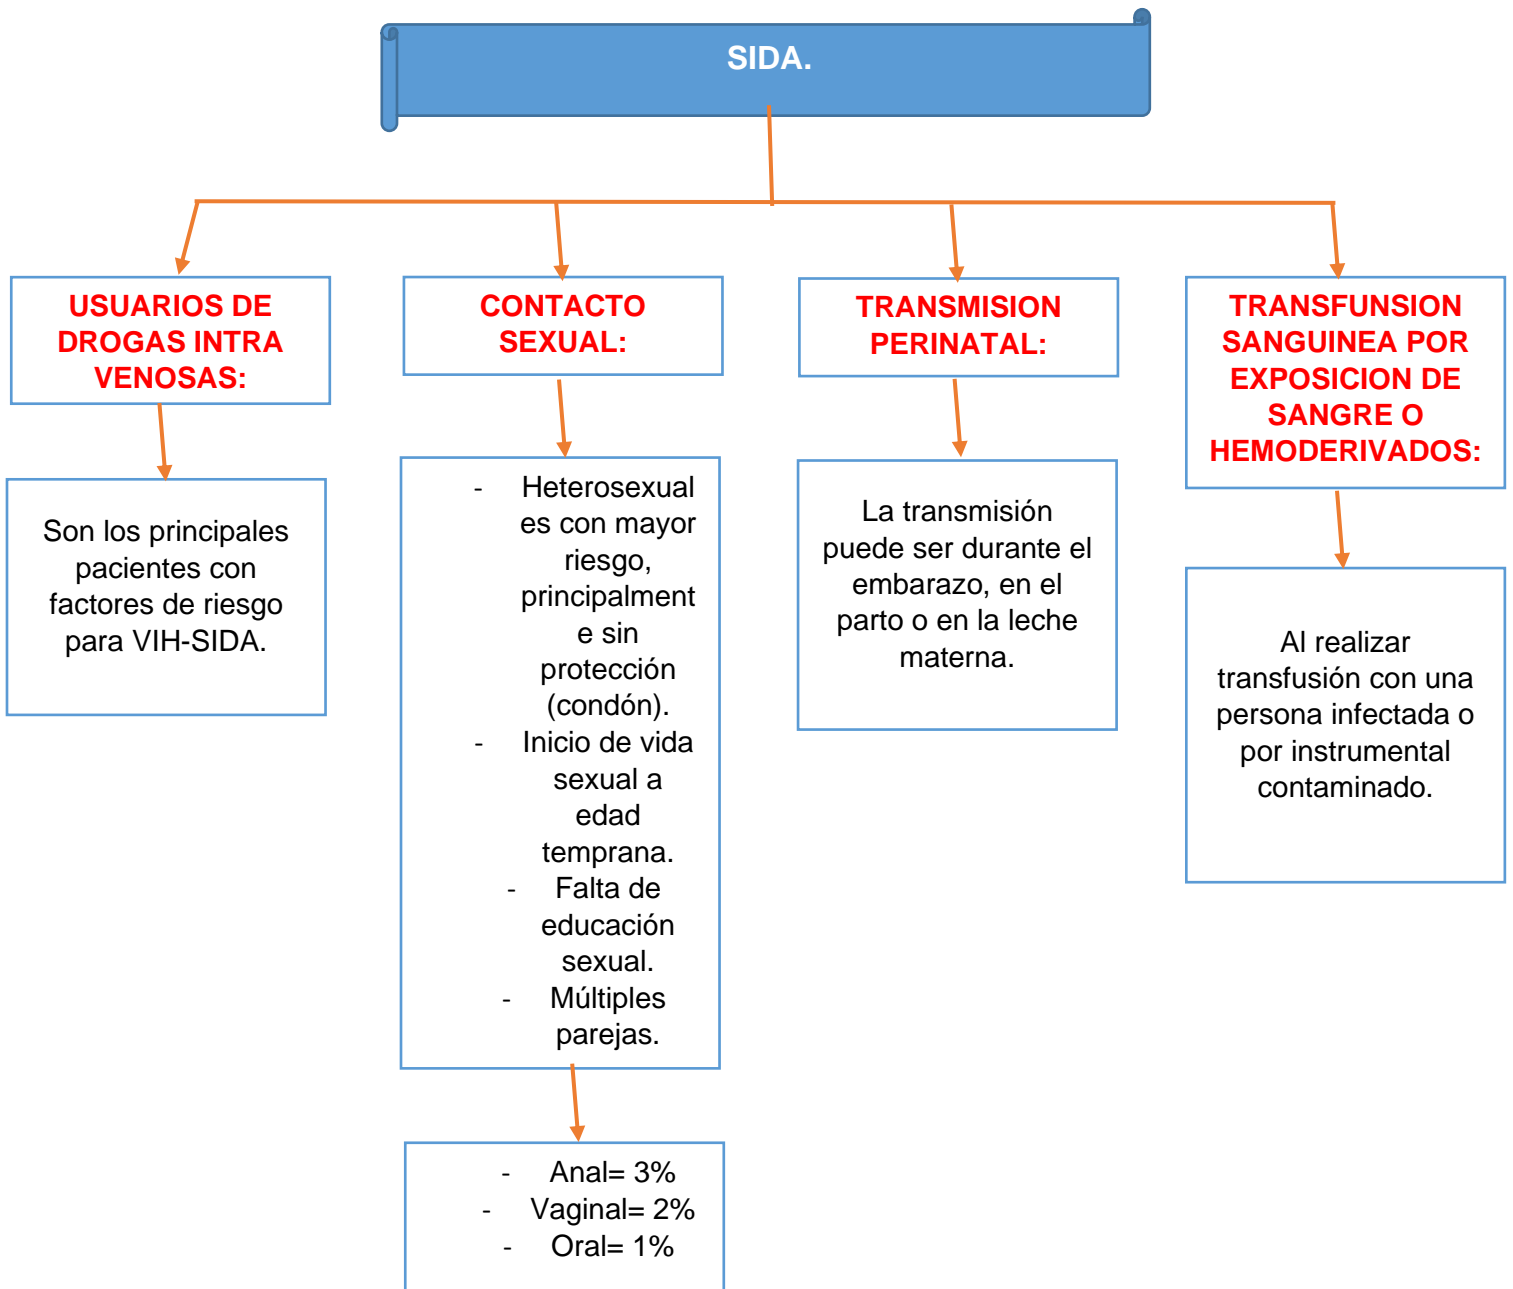 SIDA.
USUARIOS DE
DROGAS INTRA
VENOSAS:
CONTACTO
SEXUAL:
TRANSMISION
PERINATAL:
TRANSFUNSION
SANGUINEA POR
EXPOSICION DE
SANGRE O
HEMODERIVADOS:
Son los principales
pacientes con
factores de riesgo
para VIH-SIDA.
- Heterosexual
es con mayor
riesgo,
principalment
e sin
protección
(condón).
- Inicio de vida
sexual a
edad
temprana.
- Falta de
educación
sexual.
- Múltiples
parejas.
La transmisión
puede ser durante el
embarazo, en el
parto o en la leche
materna.
Al realizar
transfusión con una
persona infectada o
por instrumental
contaminado.
- Anal= 3%
- Vaginal= 2%
- Oral= 1%